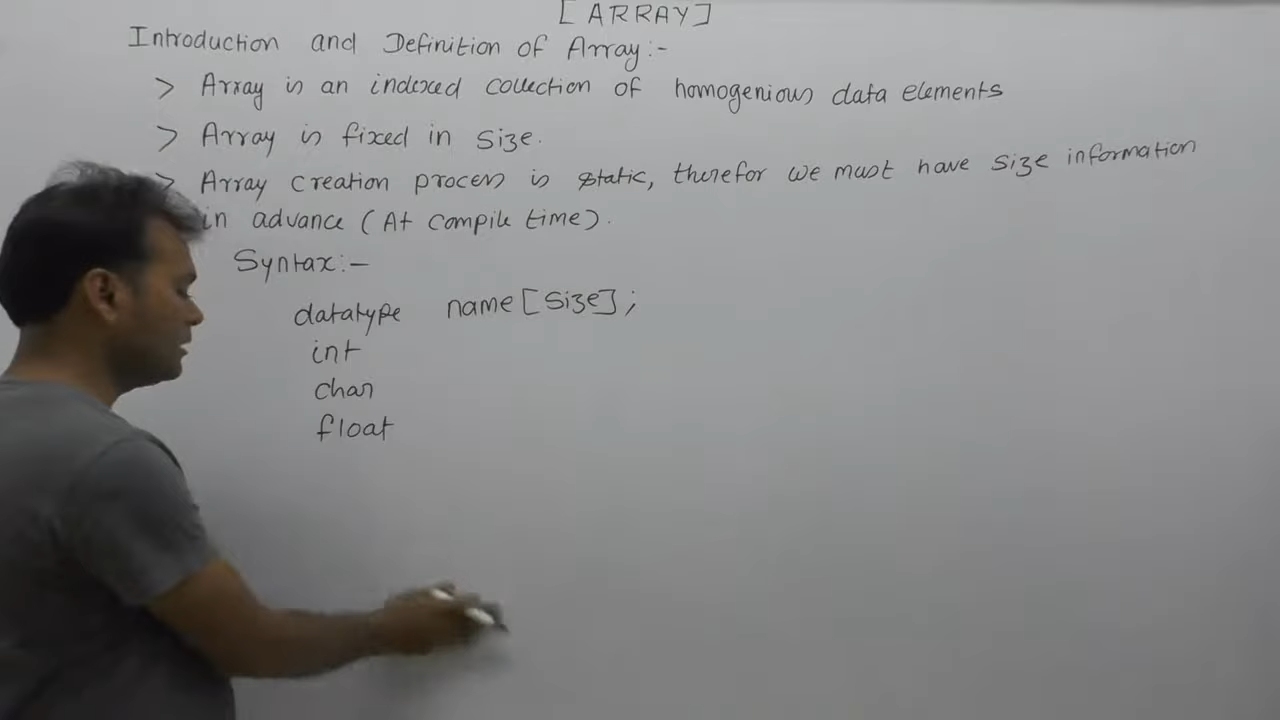 [ARRAY]
Introduction and Definition of Array:-
> Array is an indexed collection of homogenious data elements
> Array is fixed in size.
> Array creation process is static, therefor we must have size information
in advance (At compile time).
Syntax:-
datatype name[size];
int
char
float